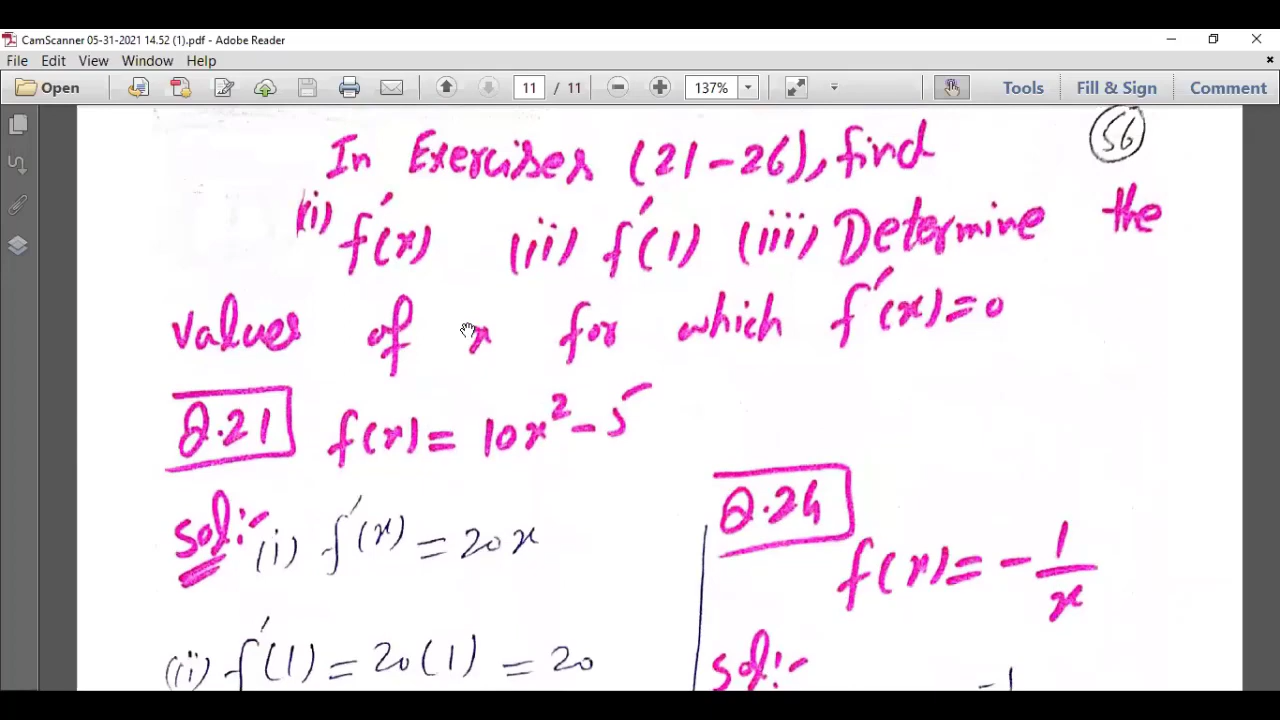 CamScanner 05-31-2021 14.52 (1).pdf - Adobe Reader
File Edit View Window Help
Open 11 / 11 137% Tools Fill & Sign Comment
56
In Exercises (21-26), find
(i) f'(x) (ii) f'(1) (iii) Determine the
values of x for which f'(x)=0
Q.21 f(x)= 10x²-5
Sol:- (i) f'(x) = 20x
(ii) f'(1) = 20(1) = 20
Q.24
f(x)= - 1/x
Sol:-